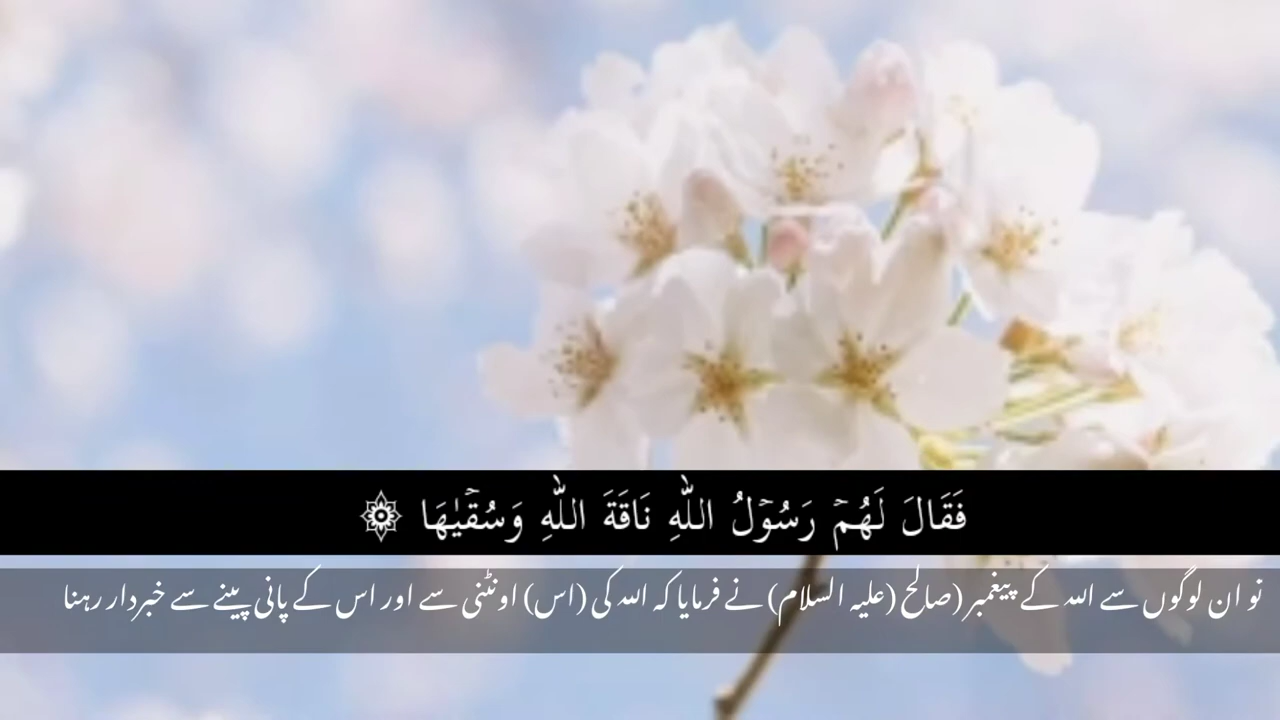 فَقَالَ لَهُمۡ رَسُوۡلُ اللّٰهِ نَاقَةَ اللّٰهِ وَسُقۡيٰهَا ۞
تو ان لوگوں سے اللہ کے پیغمبر (صالح (علیہ السلام) نے فرمایا کہ اللہ کی (اس) اونٹنی سے اور اس کے پانی پینے سے خبردار رہنا